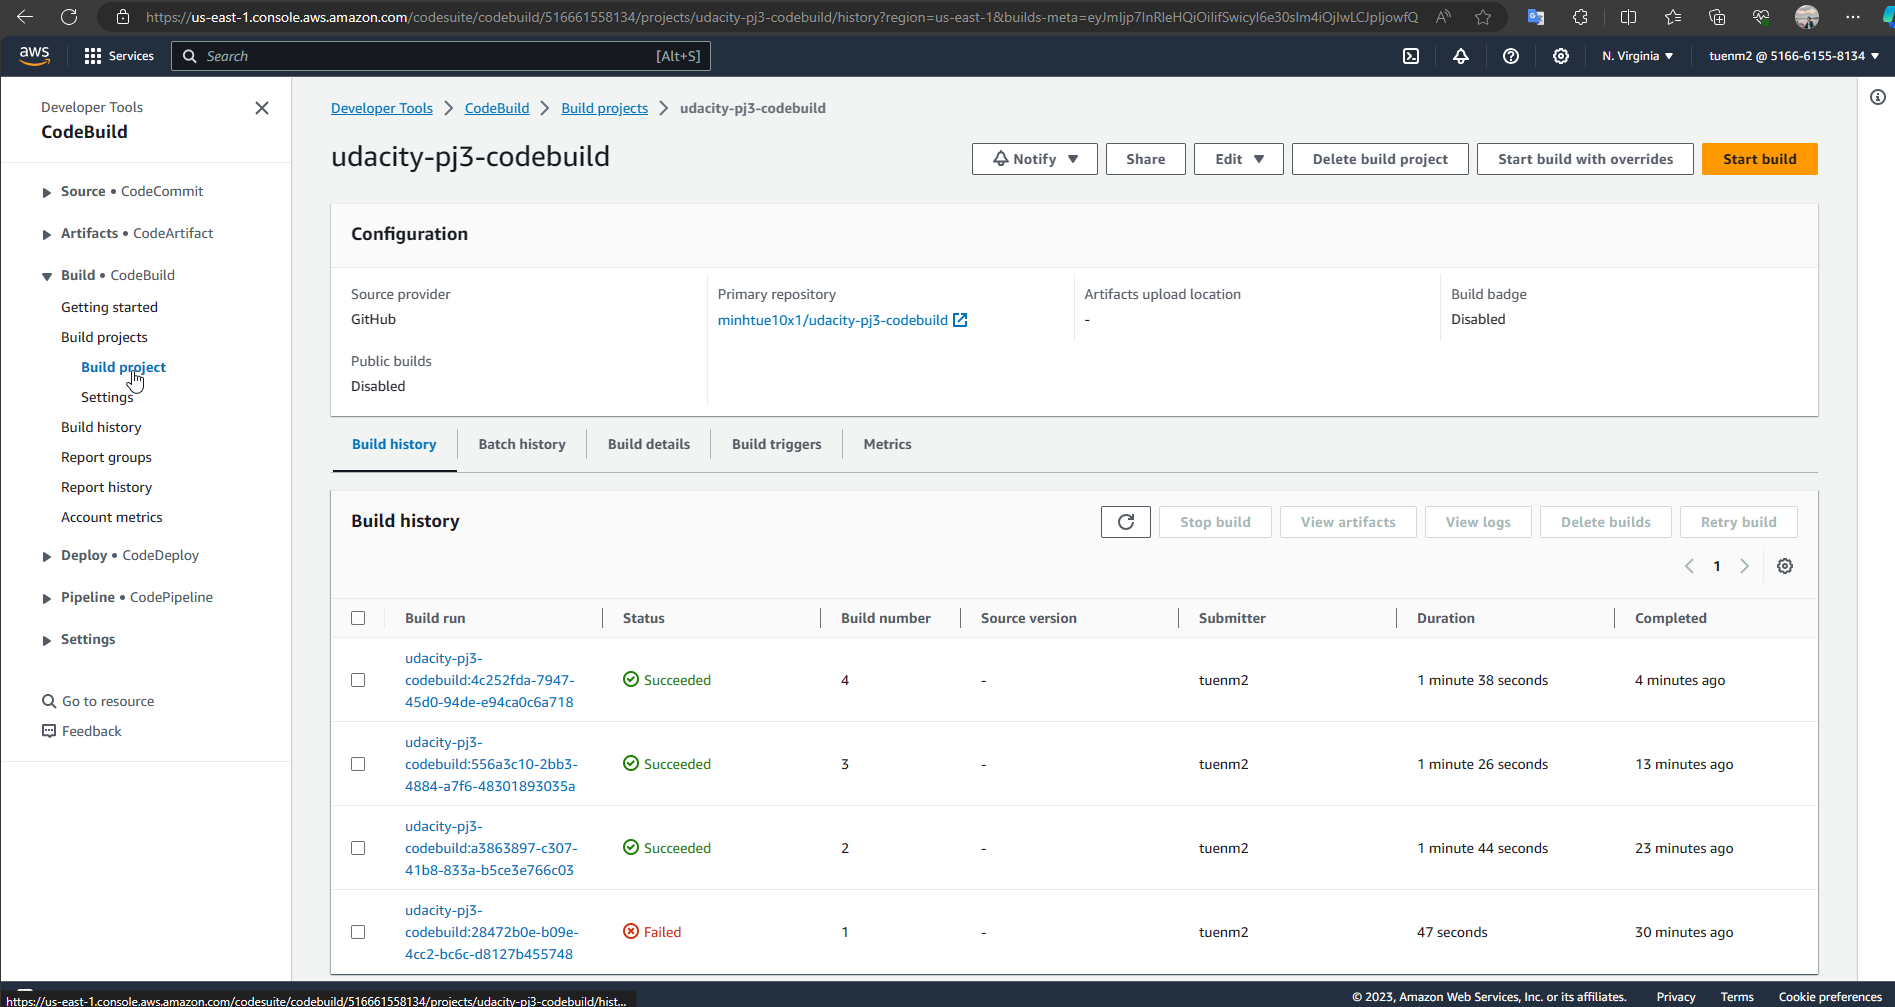 https://us-east-1.console.aws.amazon.com/codesuite/codebuild/516661558134/projects/udacity-pj3-codebuild/history?region=us-east-1&builds-meta=
aws
Services
Search
[Alt+S]
N. Virginia
tuenm2 @ 5166-6155-8134
Developer Tools
CodeBuild
Source • CodeCommit
Artifacts • CodeArtifact
Build • CodeBuild
Getting started
Build projects
Build project
Settings
Build history
Report groups
Report history
Account metrics
Deploy • CodeDeploy
Pipeline • CodePipeline
Settings
Go to resource
Feedback
Developer Tools > CodeBuild > Build projects > udacity-pj3-codebuild
udacity-pj3-codebuild
Notify
Share
Edit
Delete build project
Start build with overrides
Start build
Configuration
Source provider
GitHub
Primary repository
minhtue10x1/udacity-pj3-codebuild
Artifacts upload location
-
Build badge
Disabled
Public builds
Disabled
Build history
Batch history
Build details
Build triggers
Metrics
Build history
Stop build
View artifacts
View logs
Delete builds
Retry build
1
Build run
Status
Build number
Source version
Submitter
Duration
Completed
udacity-pj3-
codebuild:4c252fda-7947-
45d0-94de-e94ca0c6a718
Succeeded
4
-
tuenm2
1 minute 38 seconds
4 minutes ago
udacity-pj3-
codebuild:556a3c10-2bb3-
4884-a7f6-48301893035a
Succeeded
3
-
tuenm2
1 minute 26 seconds
13 minutes ago
udacity-pj3-
codebuild:a3863897-c307-
41b8-833a-b5ce3e766c03
Succeeded
2
-
tuenm2
1 minute 44 seconds
23 minutes ago
udacity-pj3-
codebuild:28472b0e-b09e-
4cc2-bc6c-d8127b455748
Failed
1
-
tuenm2
47 seconds
30 minutes ago
https://us-east-1.console.aws.amazon.com/codesuite/codebuild/516661558134/projects/udacity-pj3-codebuild/hist...
© 2023, Amazon Web Services, Inc. or its affiliates.
Privacy
Terms
Cookie preferences